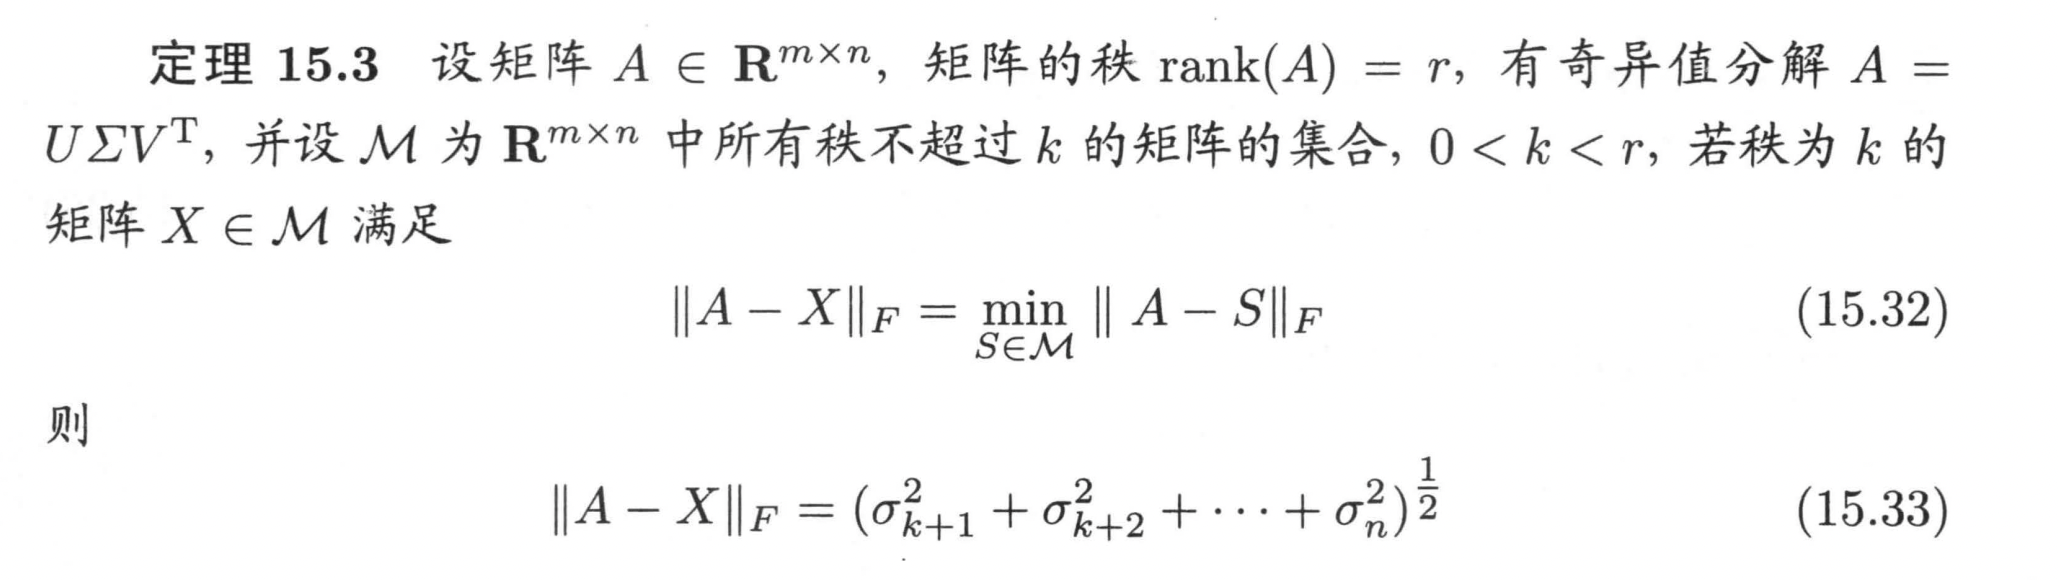 定理 15.3 设矩阵 $A \in \mathbf{R}^{m \times n}$, 矩阵的秩 $\mathrm{rank}(A) = r$, 有奇异值分解 $A =$
$U\Sigma V^{\mathrm{T}}$, 并设 $\mathcal{M}$ 为 $\mathbf{R}^{m \times n}$ 中所有秩不超过 $k$ 的矩阵的集合, $0 < k < r$, 若秩为 $k$ 的
矩阵 $X \in \mathcal{M}$ 满足
$\|A - X\|_F = \min_{S \in \mathcal{M}} \| A - S\|_F$ (15.32)
则
$\|A - X\|_F = (\sigma_{k+1}^2 + \sigma_{k+2}^2 + \cdots + \sigma_n^2)^{\frac{1}{2}}$ (15.33)